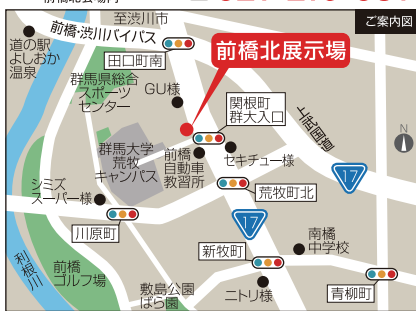 至渋川市
ご案内図
前橋・渋川バイパス
道の駅
よしおか
温泉
田口町南
前橋北展示場
群馬県総合
スポーツ
センター
GU様
関根町
群大入口
上武国道
群馬大学
荒牧
キャンパス
前橋
自動車
教習所
セキチュー様
17
シミズ
スーパー様
荒牧町北
川原町
17
新牧町
南橘
中学校
利根川
前橋
ゴルフ場
敷島公園
ばら園
ニトリ様
青柳町